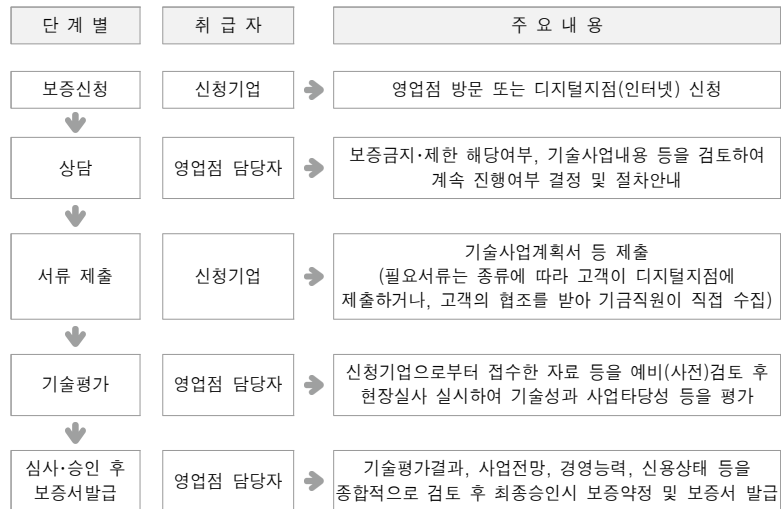 단 계 별 취 급 자 주 요 내 용
보증신청 신청기업 영업점 방문 또는 디지털지점(인터넷) 신청
상담 영업점 담당자 보증금지·제한 해당여부, 기술사업내용 등을 검토하여
계속 진행여부 결정 및 절차안내
서류 제출 신청기업 기술사업계획서 등 제출
(필요서류는 종류에 따라 고객이 디지털지점에
제출하거나, 고객의 협조를 받아 기금직원이 직접 수집)
기술평가 영업점 담당자 신청기업으로부터 접수한 자료 등을 예비(사전)검토 후
현장실사 실시하여 기술성과 사업타당성 등을 평가
심사·승인 후
보증서발급 영업점 담당자 기술평가결과, 사업전망, 경영능력, 신용상태 등을
종합적으로 검토 후 최종승인시 보증약정 및 보증서 발급